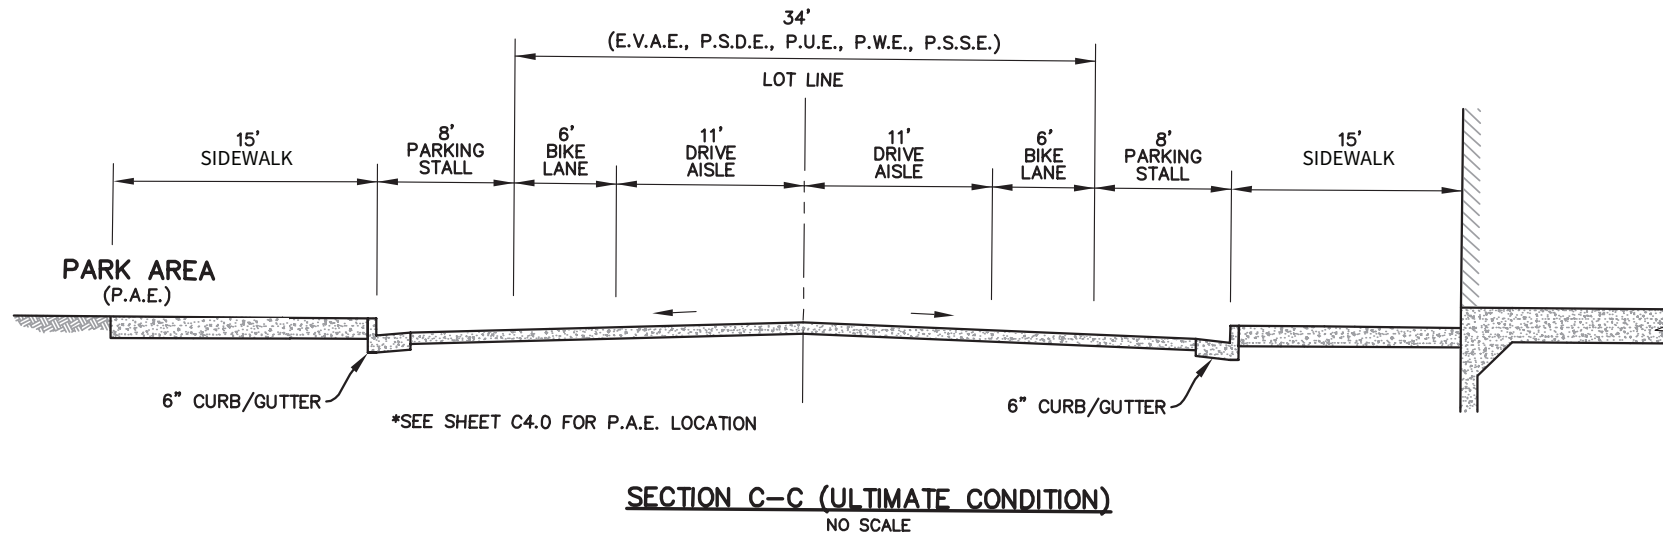 34'
(E.V.A.E., P.S.D.E., P.U.E., P.W.E., P.S.S.E.)
LOT LINE
15'
SIDEWALK
8'
PARKING
STALL
6'
BIKE
LANE
11'
DRIVE
AISLE
11'
DRIVE
AISLE
6'
BIKE
LANE
8'
PARKING
STALL
15'
SIDEWALK
PARK AREA
(P.A.E.)
6" CURB/GUTTER
*SEE SHEET C4.0 FOR P.A.E. LOCATION
6" CURB/GUTTER
SECTION C-C (ULTIMATE CONDITION)
NO SCALE